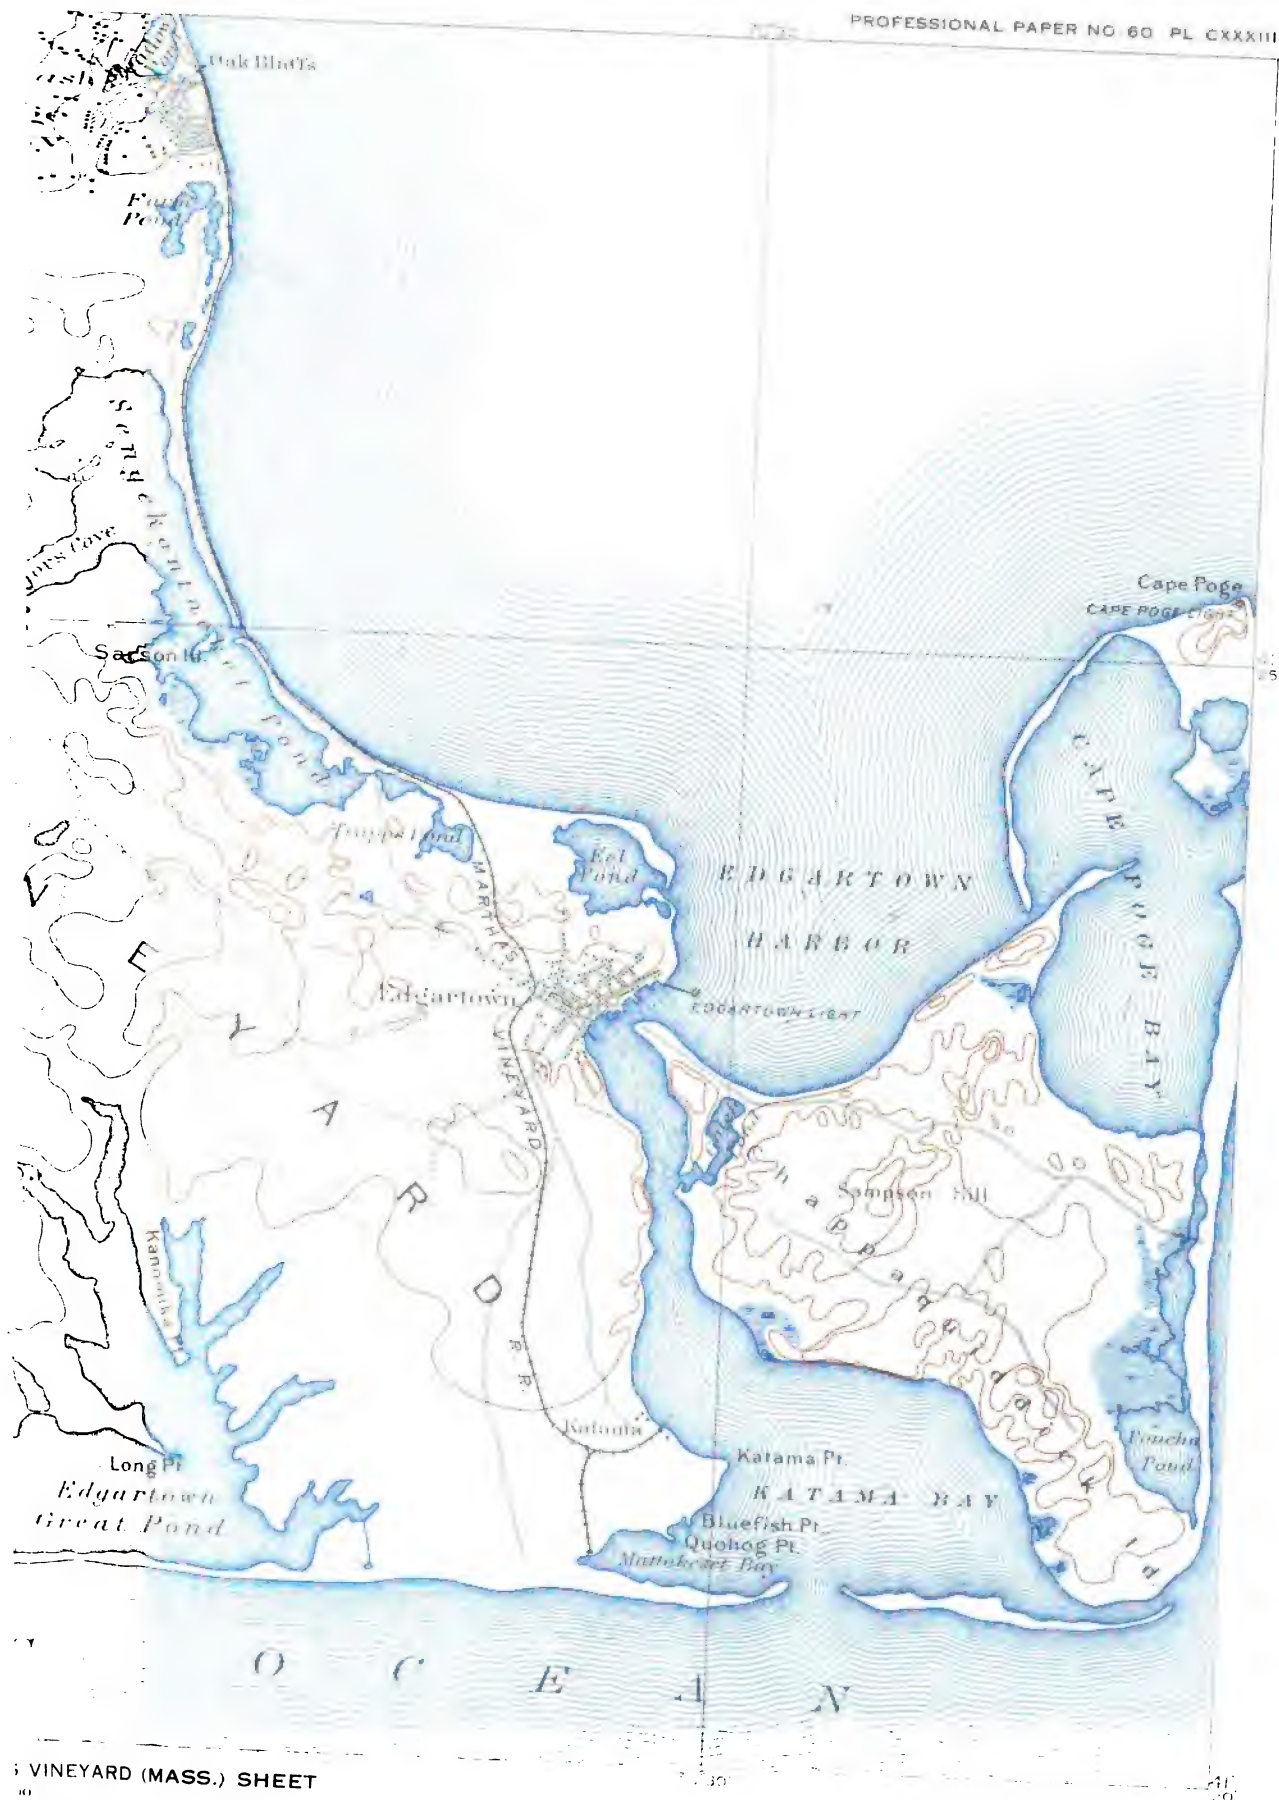 PROFESSIONAL PAPER NO. 60 PL. CXXXIII
Oak Bluffs
Farm
Pond
Sengekontacket Pond
Cove
Sarson Id.
Cape Poge
CAPE POGE LIGHT
CAPE POGE BAY
Trapps Pond
Eel
Pond
EDGARTOWN
HARBOR
Edgartown
EDGARTOWN LIGHT
MARTHAS VINEYARD R. R.
E Y A R D
Sampson Hill
Chappaquiddick Id
Long Pt
Edgartown
Great Pond
Katama
Katama Pt.
KATAMA BAY
Bluefish Pt.
Quohog Pt.
Mattakeset Bay
Poucha
Pond
OCEAN
VINEYARD (MASS.) SHEET